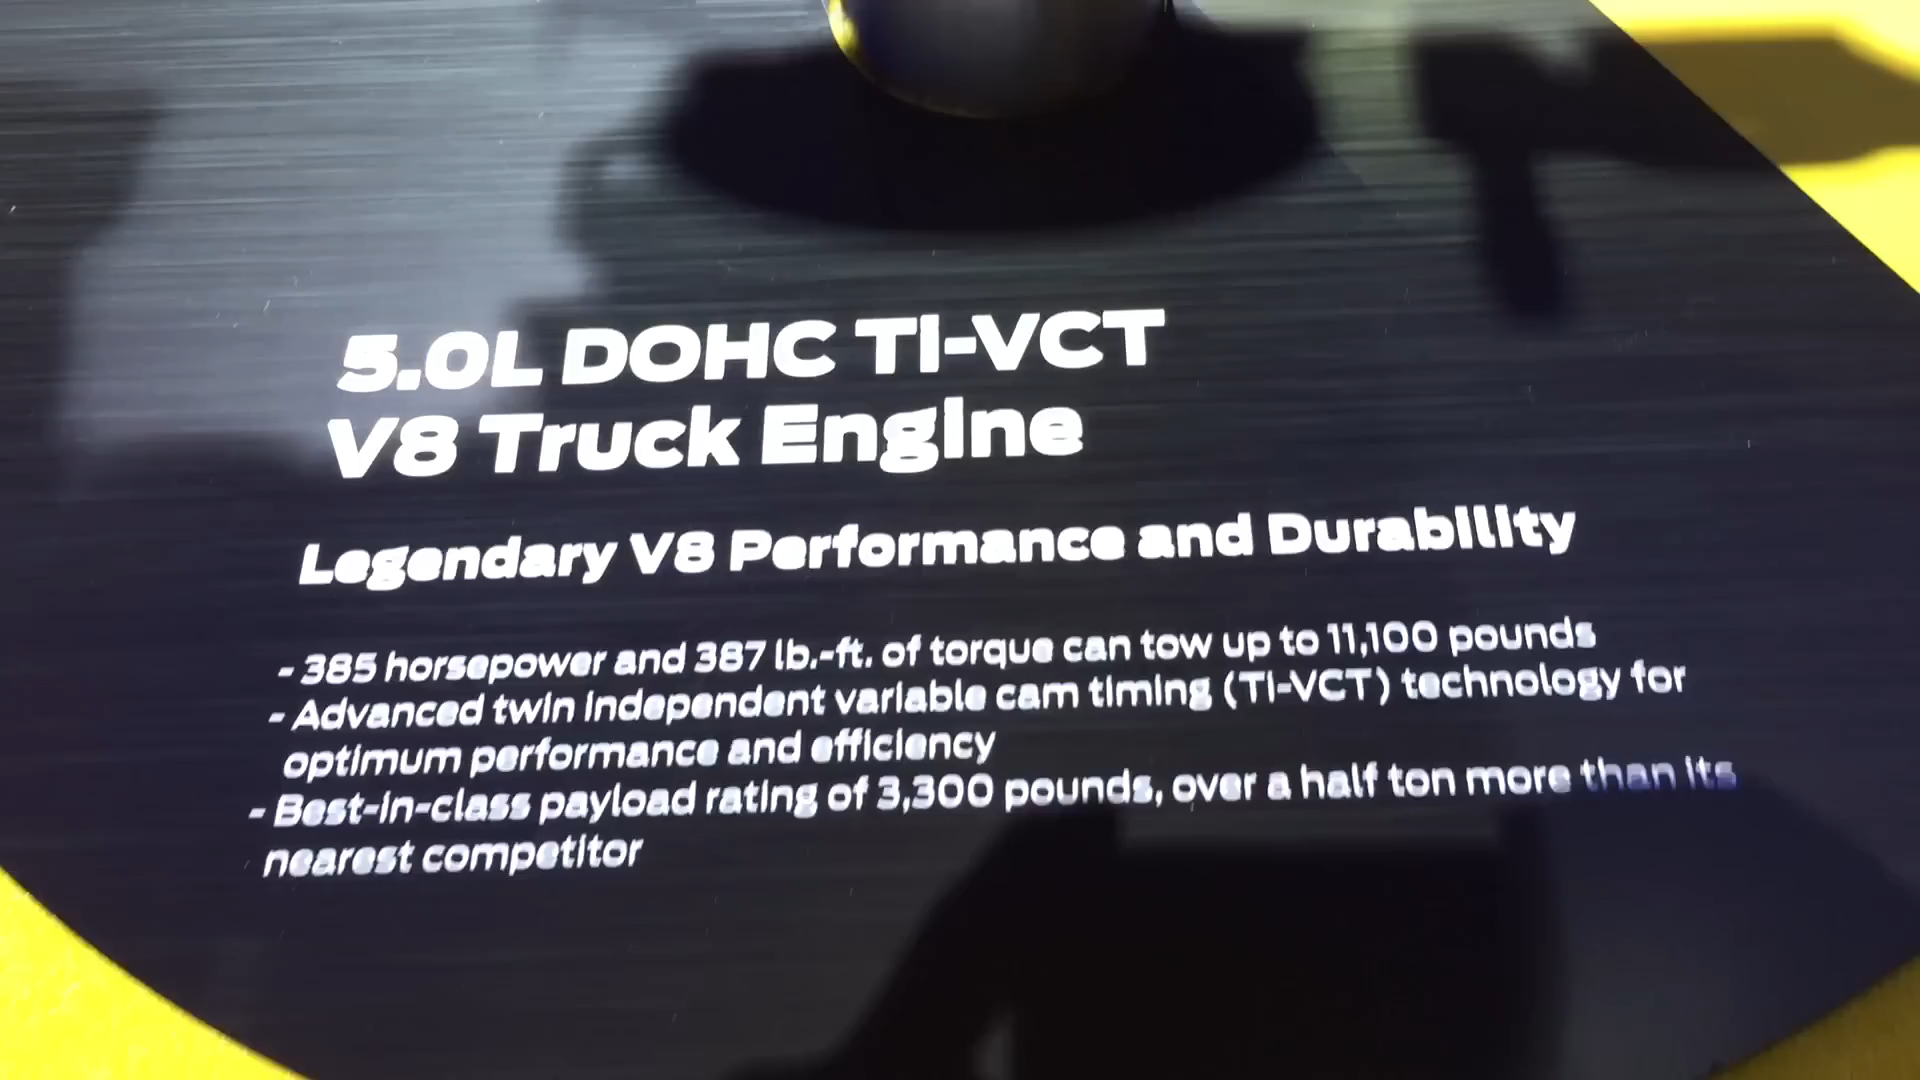 5.0L DOHC TI-VCT
V8 Truck Engine
Legendary V8 Performance and Durability
- 385 horsepower and 387 lb.-ft. of torque can tow up to 11,100 pounds
- Advanced twin independent variable cam timing (TI-VCT) technology for
optimum performance and efficiency
- Best-in-class payload rating of 3,300 pounds, over a half ton more than its
nearest competitor